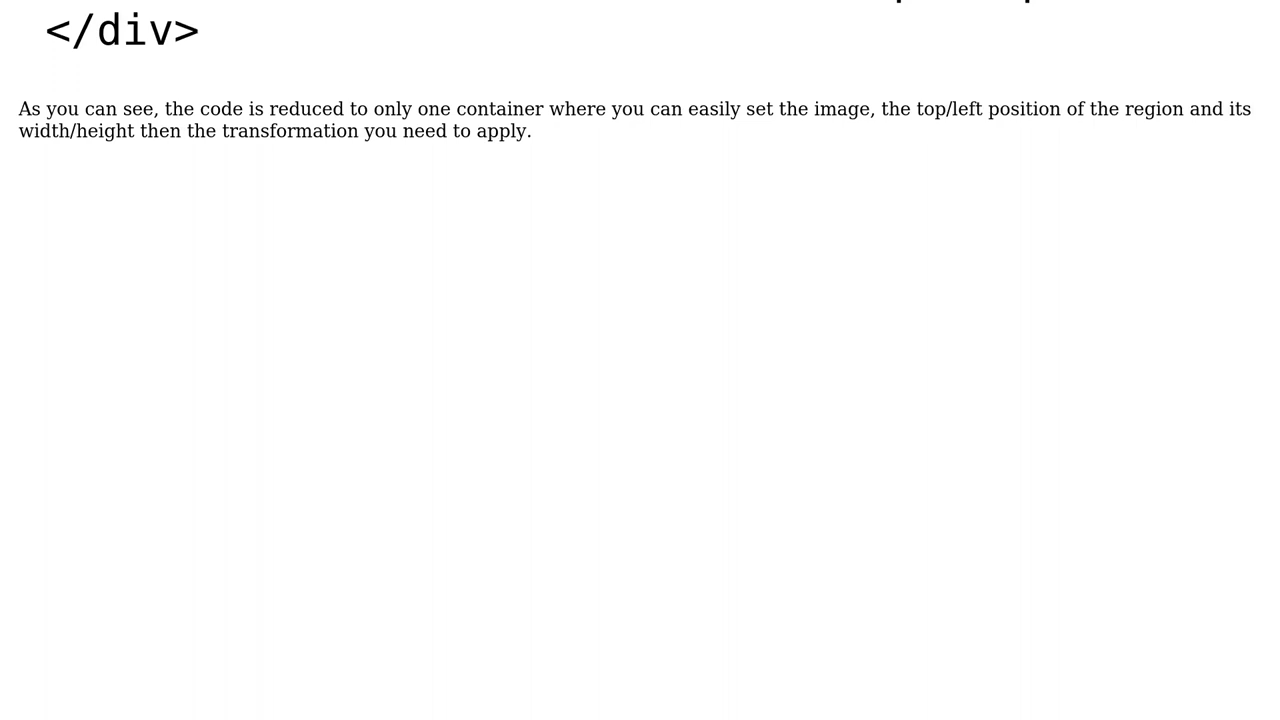 </div>
As you can see, the code is reduced to only one container where you can easily set the image, the top/left position of the region and its
width/height then the transformation you need to apply.